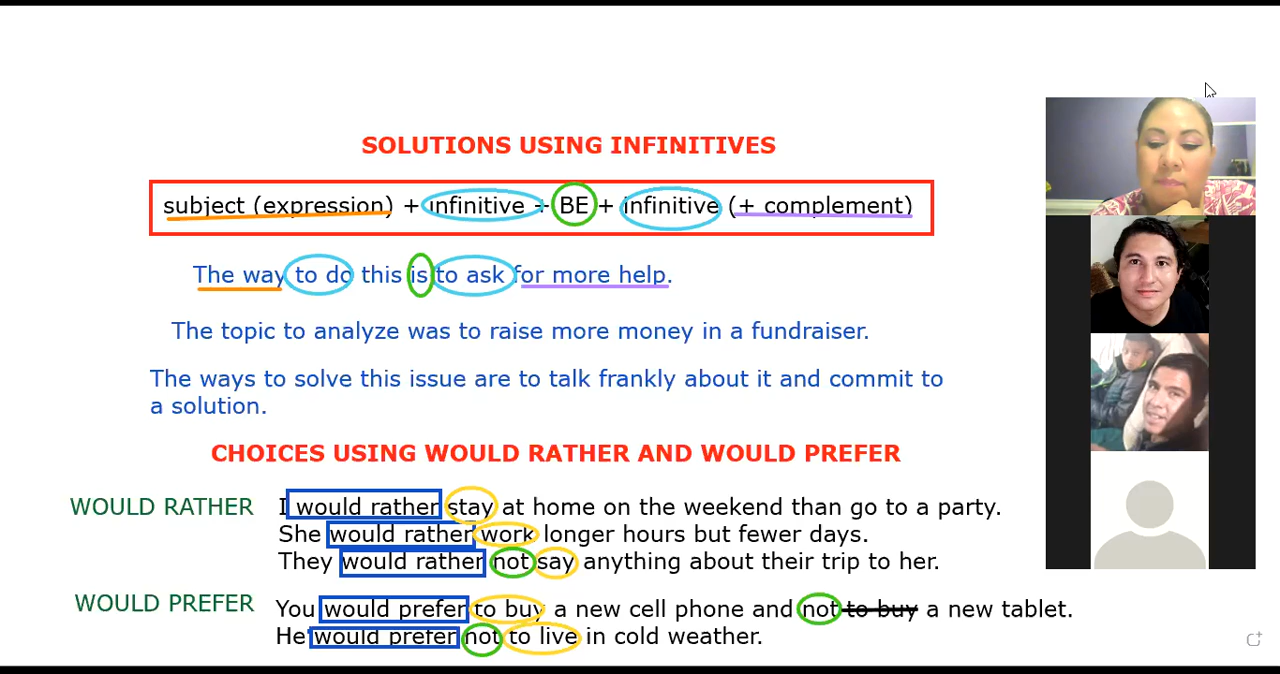 SOLUTIONS USING INFINITIVES
subject (expression) + infinitive + BE + infinitive (+ complement)
The way to do this is to ask for more help.
The topic to analyze was to raise more money in a fundraiser.
The ways to solve this issue are to talk frankly about it and commit to
a solution.
CHOICES USING WOULD RATHER AND WOULD PREFER
WOULD RATHER I would rather stay at home on the weekend than go to a party.
She would rather work longer hours but fewer days.
They would rather not say anything about their trip to her.
WOULD PREFER You would prefer to buy a new cell phone and not to buy a new tablet.
He would prefer not to live in cold weather.